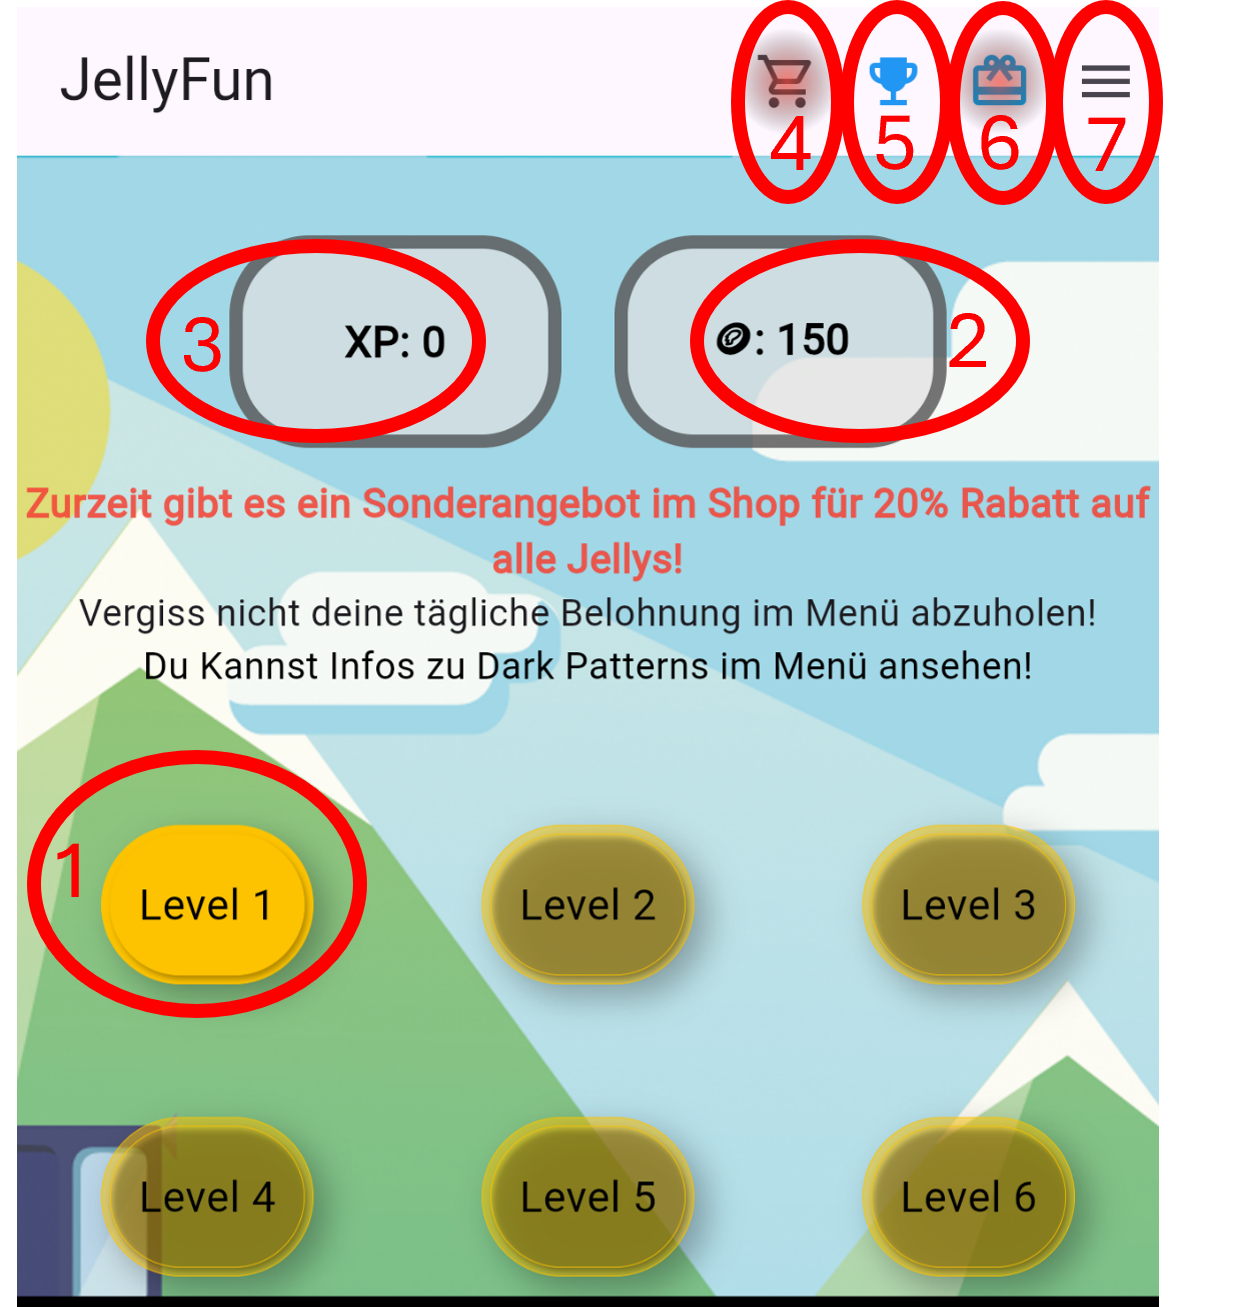 JellyFun
4 5 6 7
3 XP: 0
: 150 2
Zurzeit gibt es ein Sonderangebot im Shop für 20% Rabatt auf
alle Jellys!
Vergiss nicht deine tägliche Belohnung im Menü abzuholen!
Du Kannst Infos zu Dark Patterns im Menü ansehen!
1 Level 1
Level 2
Level 3
Level 4
Level 5
Level 6